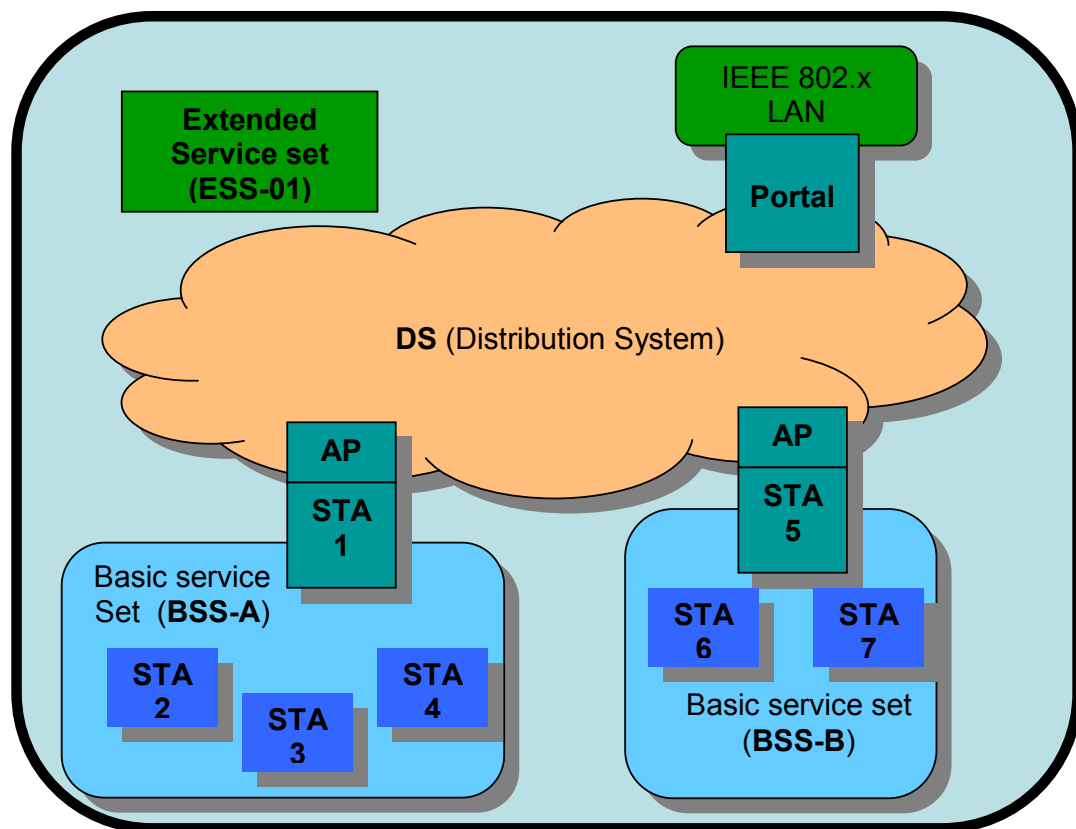 IEEE 802.x
LAN
Extended
Service set
(ESS-01)
Portal
DS (Distribution System)
AP
STA
1
AP
STA
5
Basic service
Set (BSS-A)
STA
2
STA
3
STA
4
STA
6
STA
7
Basic service set
(BSS-B)